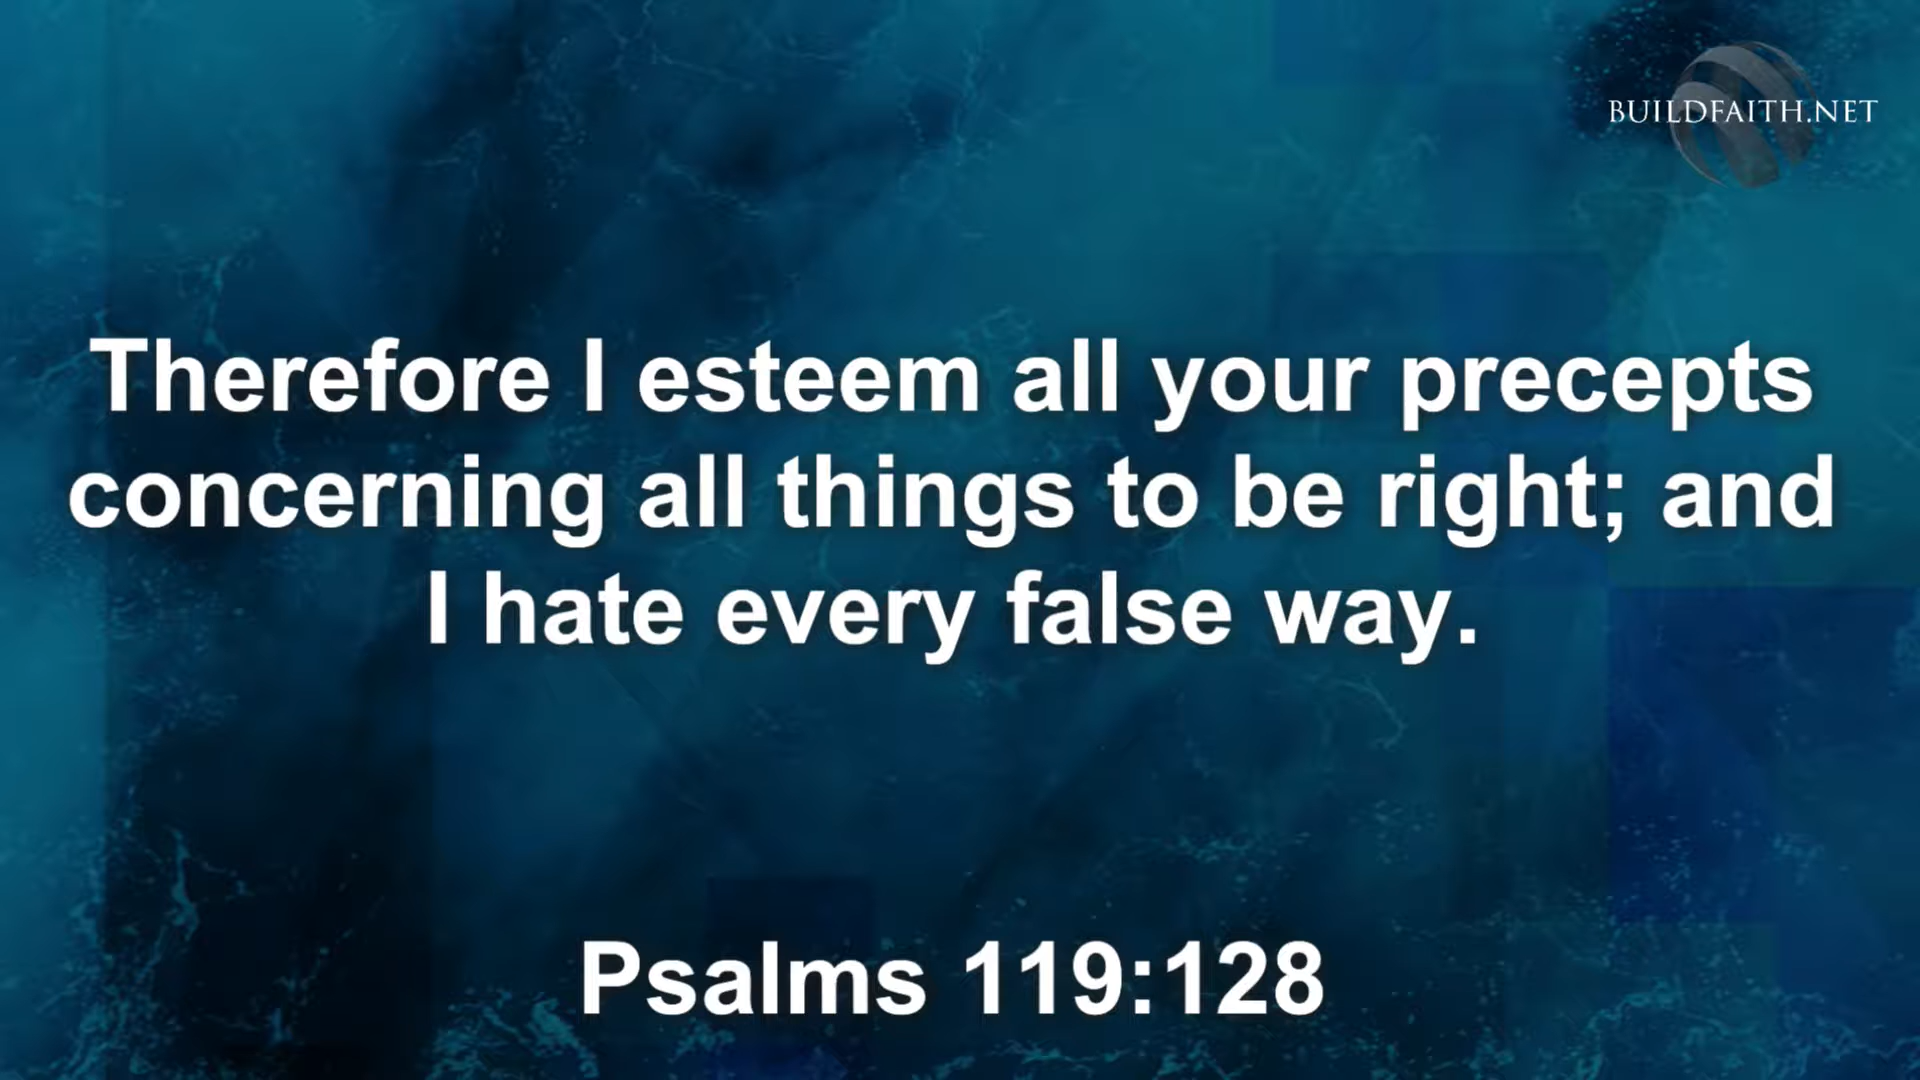 BUILDFAITH.NET
Therefore I esteem all your precepts
concerning all things to be right; and
I hate every false way.
Psalms 119:128